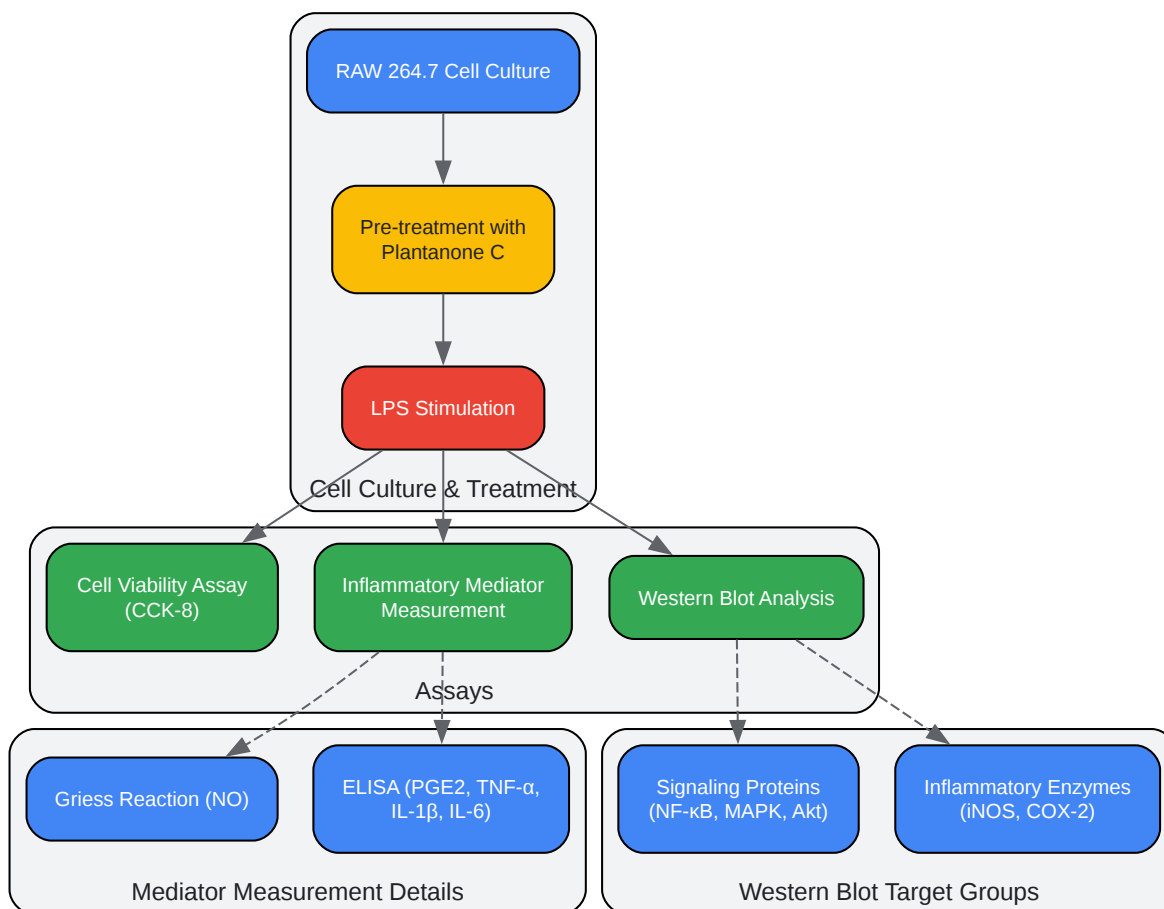 RAW 264.7 Cell Culture
Pre-treatment with
Plantanone C
LPS Stimulation
Cell Culture & Treatment
Cell Viability Assay
(CCK-8)
Inflammatory Mediator
Measurement
Western Blot Analysis
Assays
Griess Reaction (NO)
ELISA (PGE2, TNF-α,
IL-1β, IL-6)
Signaling Proteins
(NF-κB, MAPK, Akt)
Inflammatory Enzymes
(iNOS, COX-2)
Mediator Measurement Details
Western Blot Target Groups